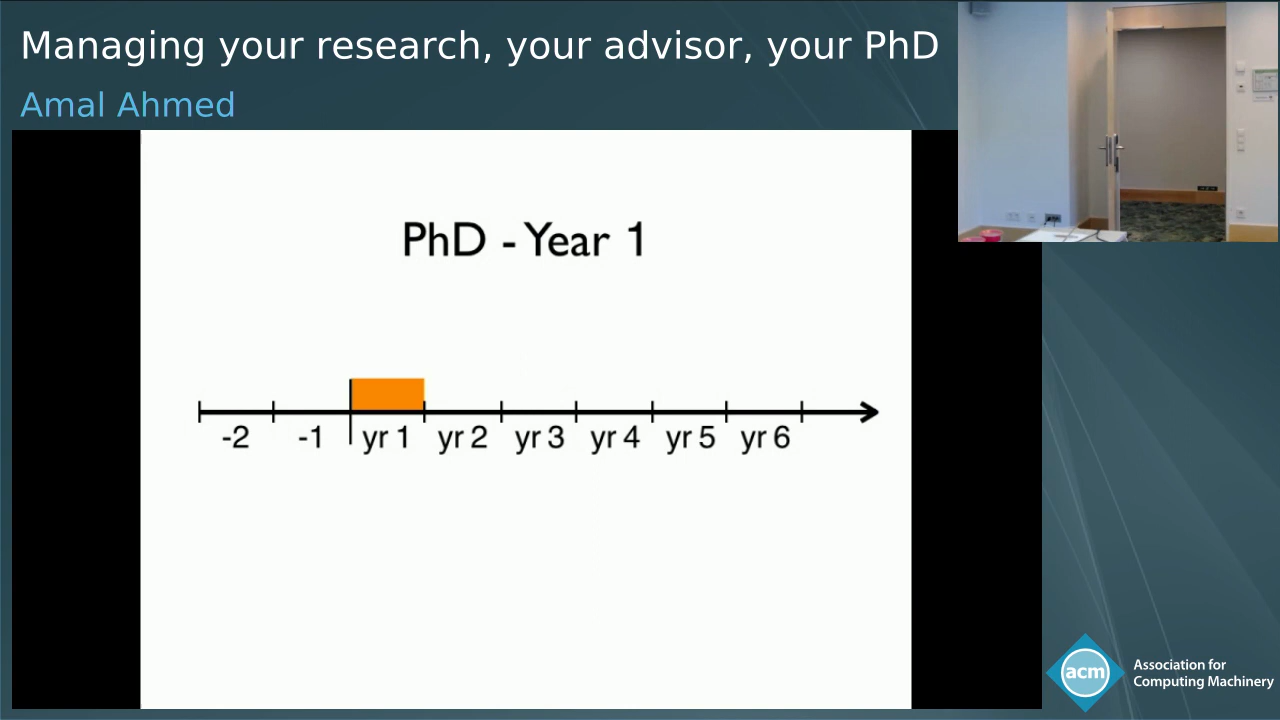 Managing your research, your advisor, your PhD
Amal Ahmed
PhD - Year 1
-2 -1 yr 1 yr 2 yr 3 yr 4 yr 5 yr 6
acm
Association for
Computing Machinery